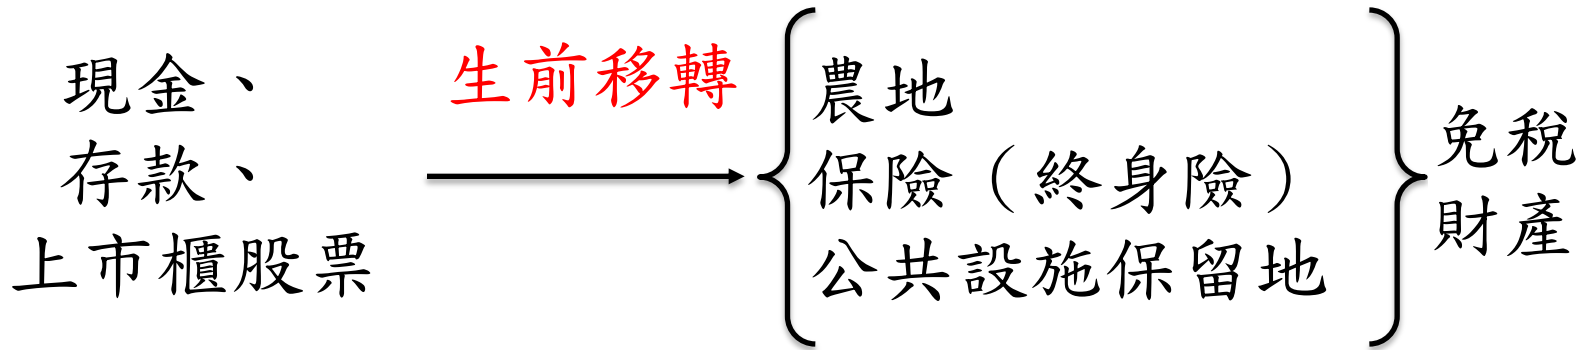 現金、
存款、
上市櫃股票
生前移轉
農地
保險（終身險）
公共設施保留地
免稅
財產